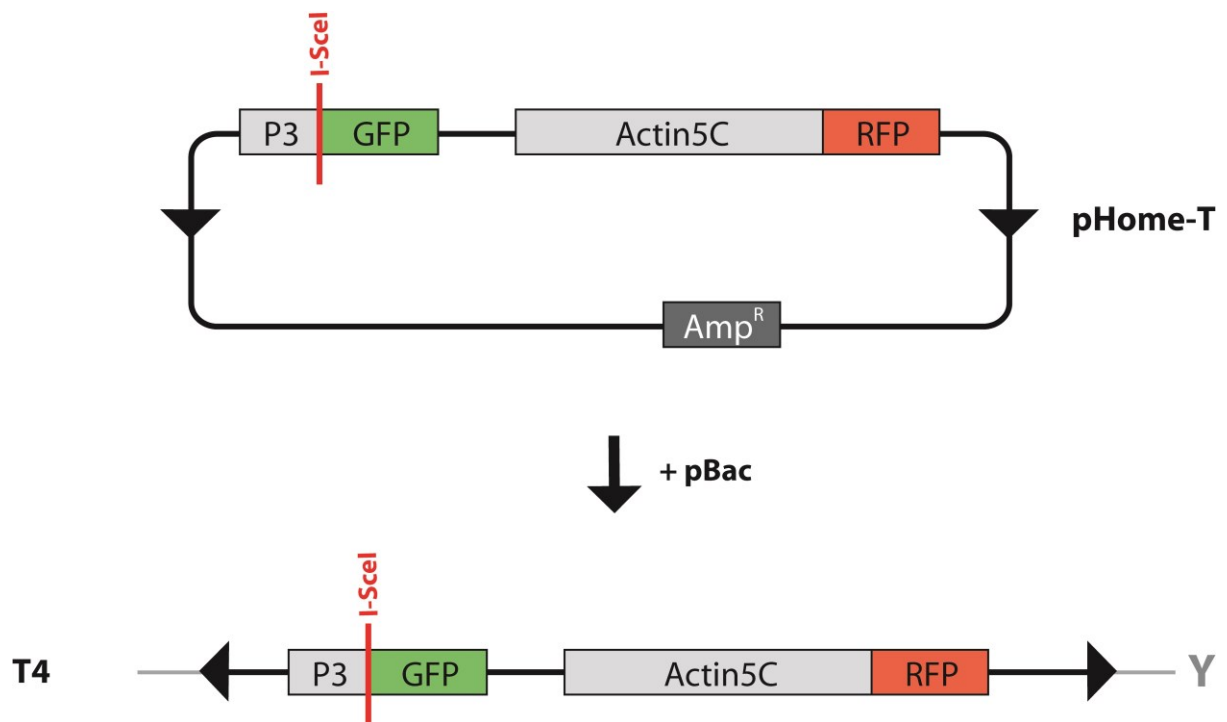 I-SceI
P3 GFP Actin5C RFP
pHome-T
Amp^R
+ pBac
I-SceI
T4 P3 GFP Actin5C RFP Y